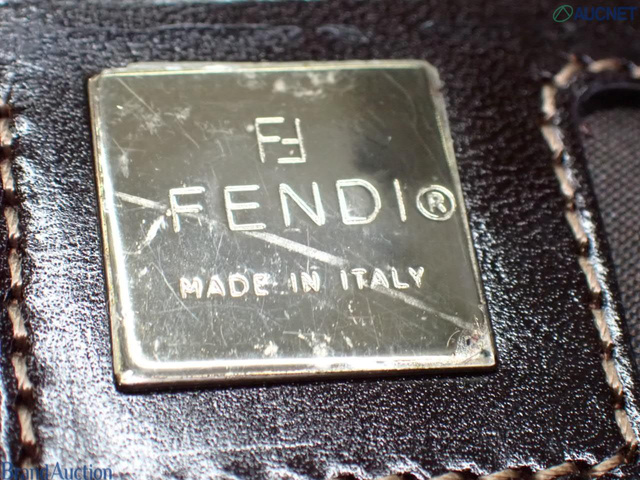 AUCNET
FF
FENDI®
MADE IN ITALY
Brand Auction